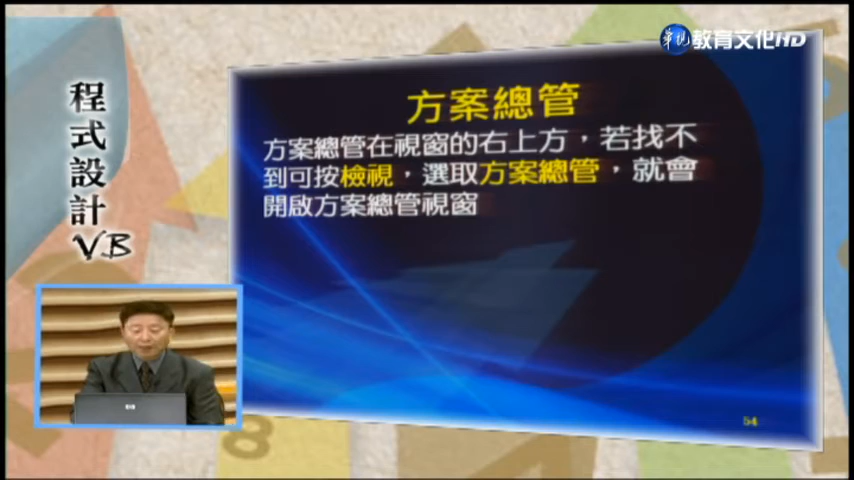 華視 教育文化HD
程式設計
VB
方案總管
方案總管在視窗的右上方，若找不
到可按檢視，選取方案總管，就會
開啟方案總管視窗
54
8